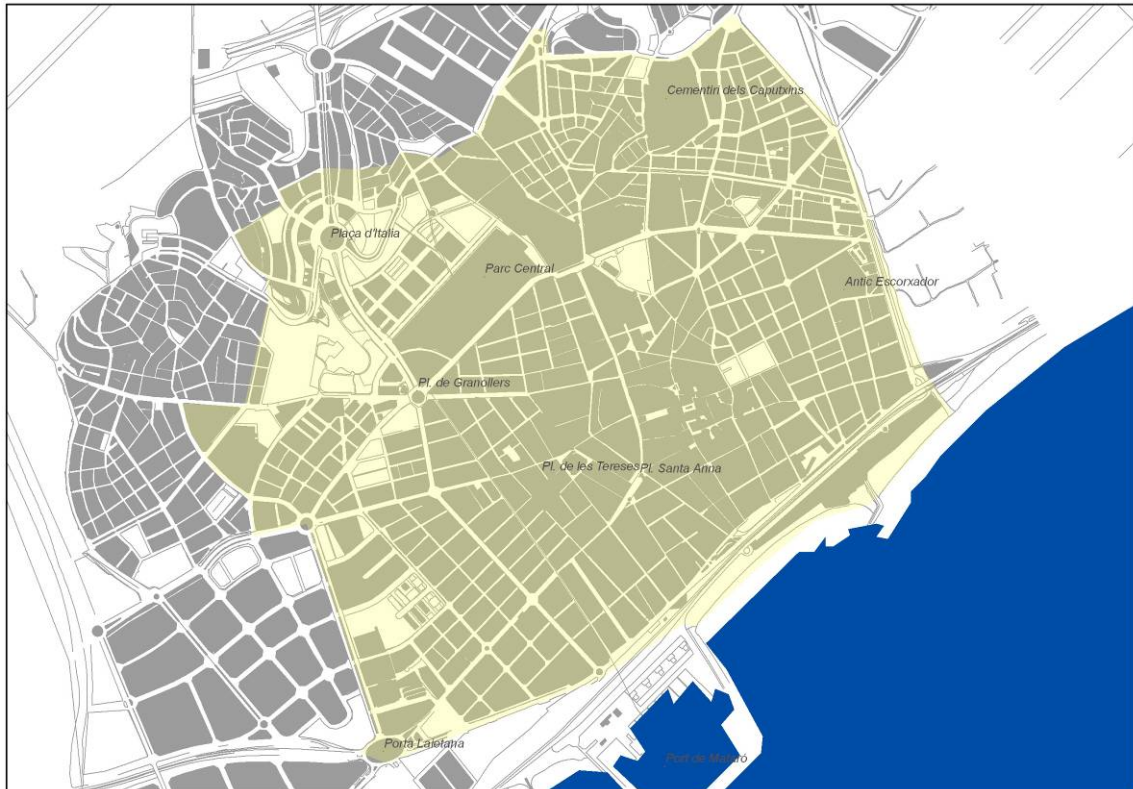 Cementiri dels Caputxins
Plaça d'Italia
Parc Central
Antic Escorxador
Pl. de Granollers
Pl. de les Tereses
Pl. Santa Anna
Porta Laietana
Port de Mataró